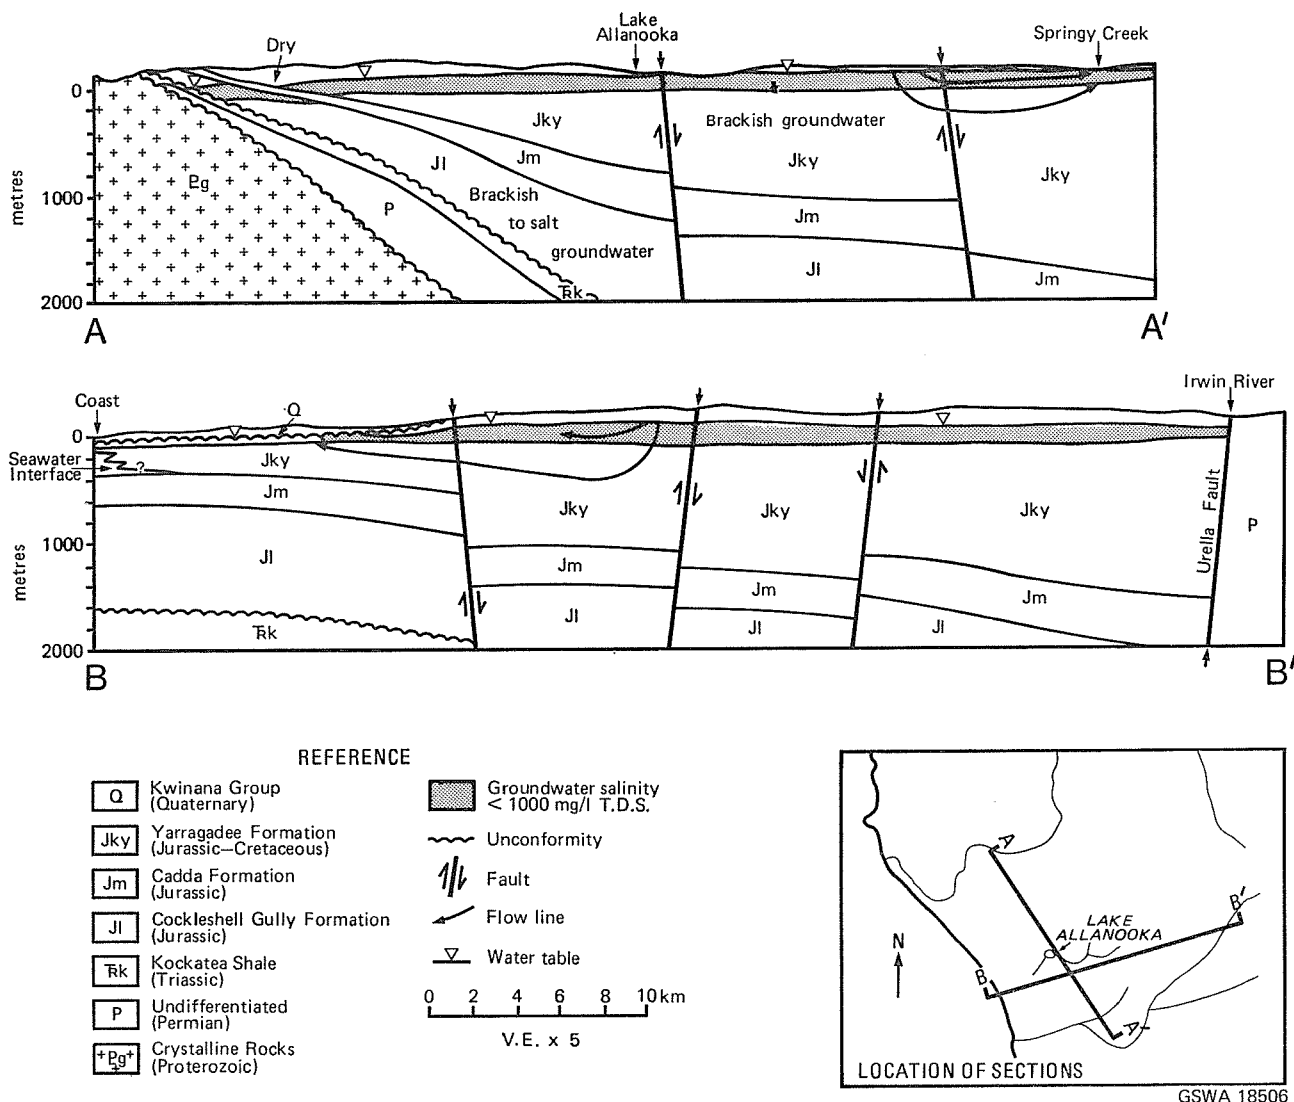 Lake
Allanooka
Dry
Springy Creek
0
1000
2000
metres
Pg
P
Jl
Jm
Jky
Brackish
to salt
groundwater
Ꞧk
Brackish groundwater
Jky
Jm
Jl
Jky
Jm
A
A'
Coast
Q
Irwin River
0
Seawater
Interface
?
1000
2000
metres
Jky
Jm
Jl
Ꞧk
Jky
Jm
Jl
Jky
Jm
Jl
Jky
Jm
Jl
Urella Fault
P
B
B'
REFERENCE
Q Kwinana Group
(Quaternary)
Jky Yarragadee Formation
(Jurassic—Cretaceous)
Jm Cadda Formation
(Jurassic)
Jl Cockleshell Gully Formation
(Jurassic)
Ꞧk Kockatea Shale
(Triassic)
P Undifferentiated
(Permian)
Pg Crystalline Rocks
(Proterozoic)
Groundwater salinity
< 1000 mg/l T.D.S.
Unconformity
Fault
Flow line
Water table
0 2 4 6 8 10 km
V.E. x 5
A
B'
LAKE
ALLANOOKA
N
B
A'
LOCATION OF SECTIONS
GSWA 18506